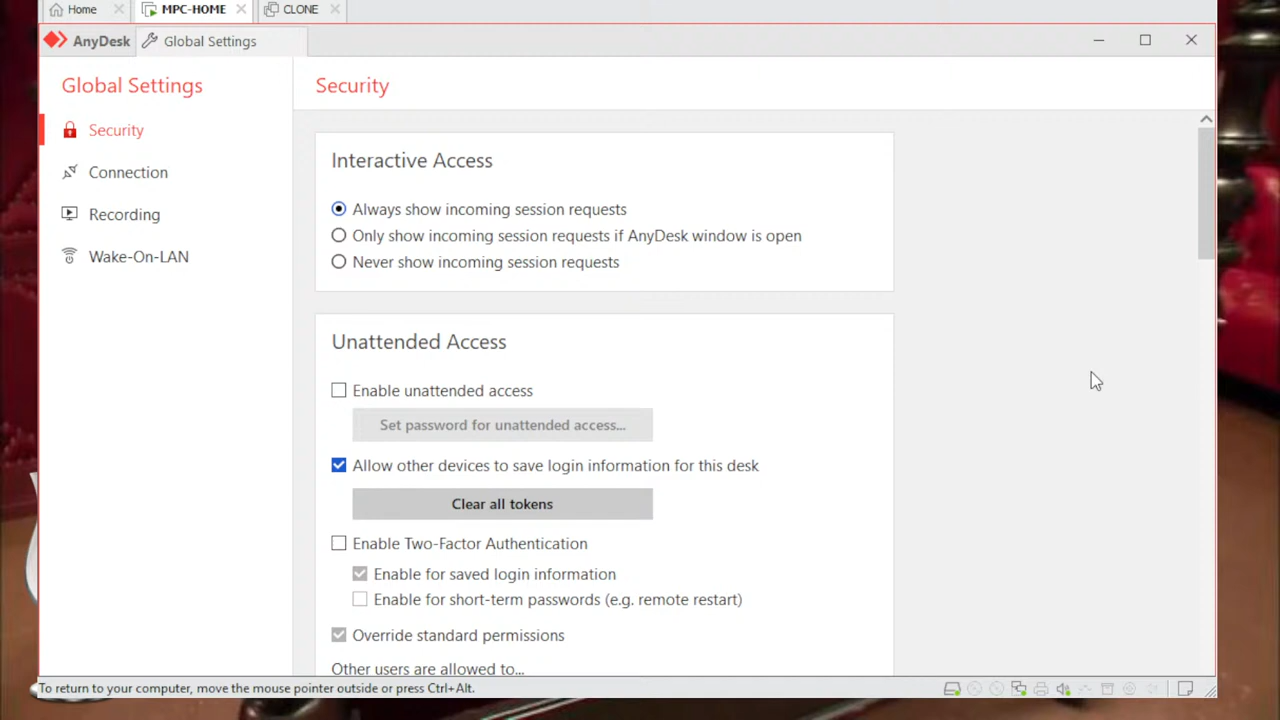 Home
MPC-HOME
CLONE
AnyDesk
Global Settings
Global Settings
Security
Security
Connection
Recording
Wake-On-LAN
Interactive Access
Always show incoming session requests
Only show incoming session requests if AnyDesk window is open
Never show incoming session requests
Unattended Access
Enable unattended access
Set password for unattended access...
Allow other devices to save login information for this desk
Clear all tokens
Enable Two-Factor Authentication
Enable for saved login information
Enable for short-term passwords (e.g. remote restart)
Override standard permissions
Other users are allowed to...
To return to your computer, move the mouse pointer outside or press Ctrl+Alt.